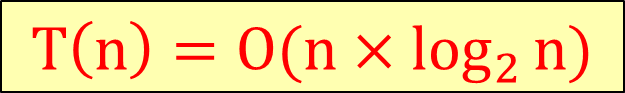 T(n) = O(n × log₂ n)